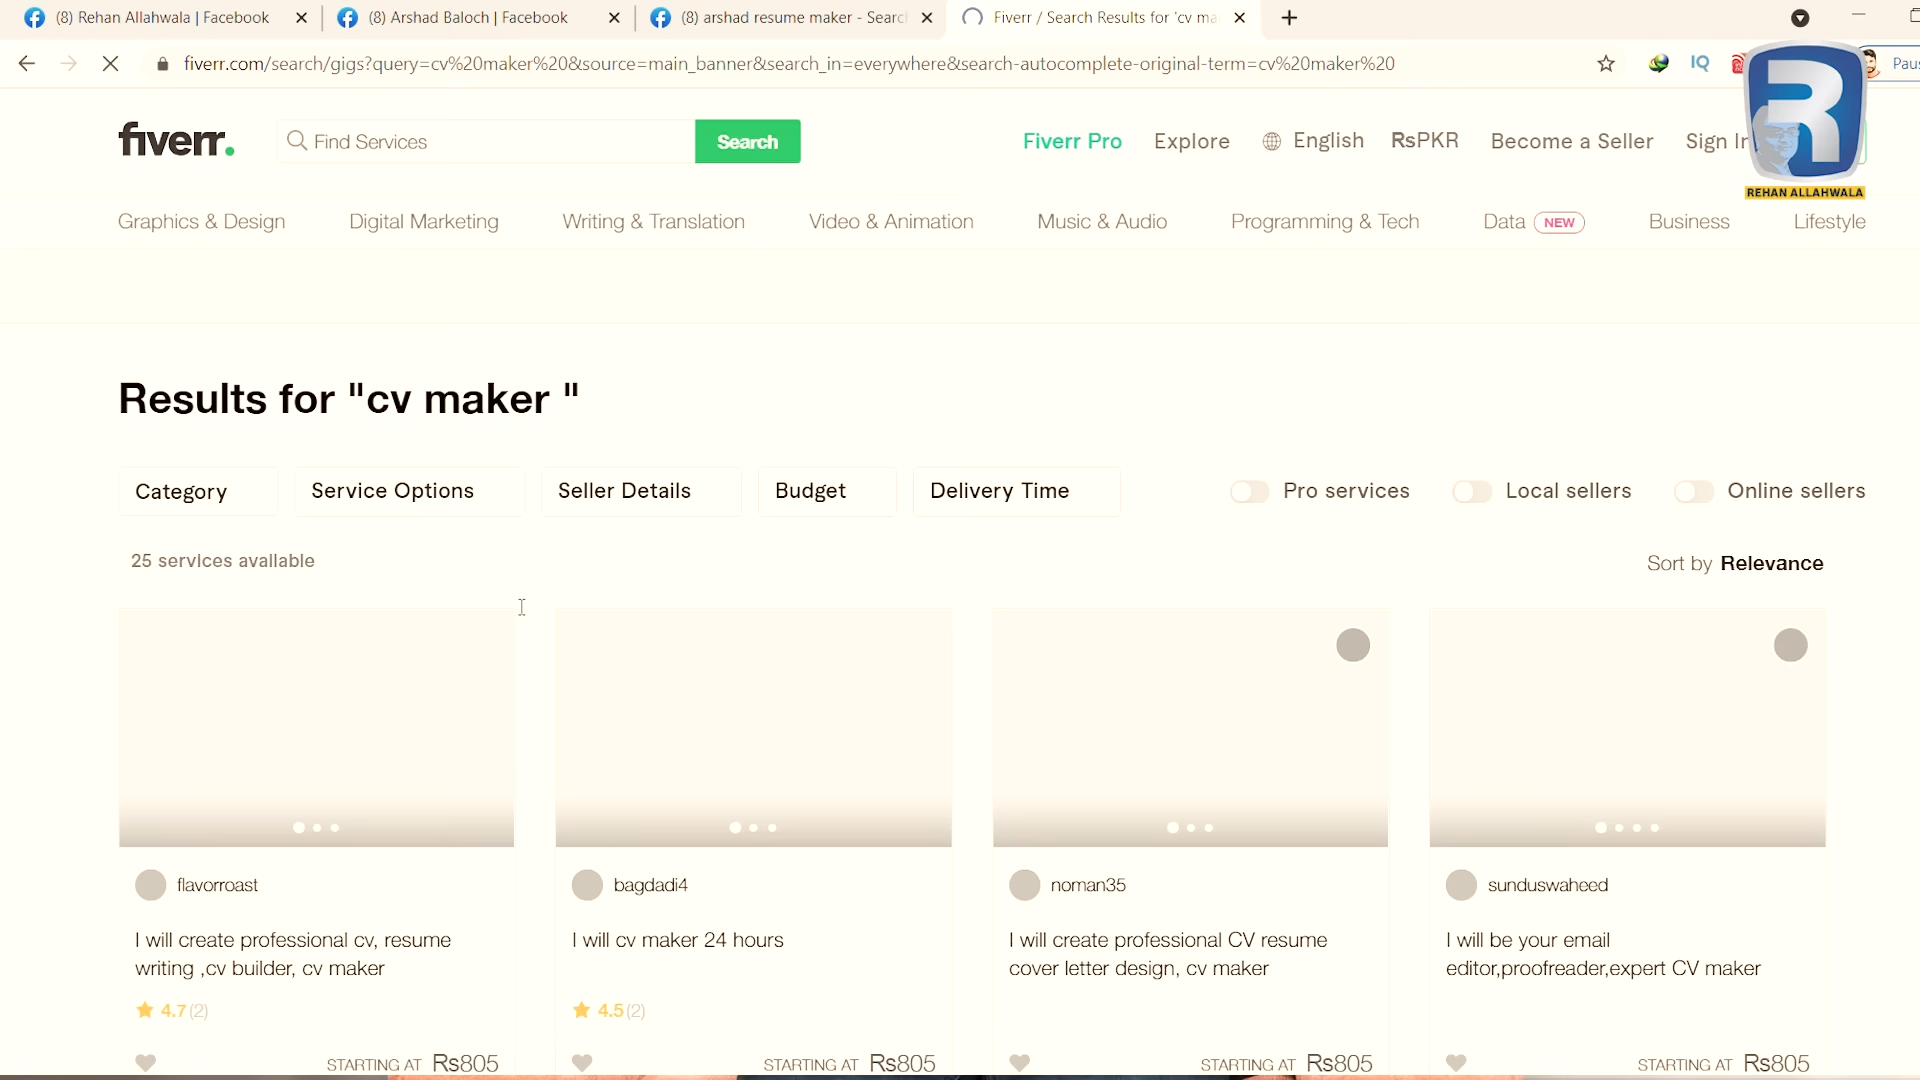 (8) Rehan Allahwala | Facebook
(8) Arshad Baloch | Facebook
(8) arshad resume maker - Searc
Fiverr / Search Results for 'cv ma
fiverr.com/search/gigs?query=cv%20maker%20&source=main_banner&search_in=everywhere&search-autocomplete-original-term=cv%20maker%20
IQ
Paus
R
REHAN ALLAHWALA
fiverr.
Find Services
Search
Fiverr Pro
Explore
English
RsPKR
Become a Seller
Sign In
Graphics & Design
Digital Marketing
Writing & Translation
Video & Animation
Music & Audio
Programming & Tech
Data NEW
Business
Lifestyle
Results for "cv maker "
Category
Service Options
Seller Details
Budget
Delivery Time
Pro services
Local sellers
Online sellers
25 services available
Sort by Relevance
flavorroast
I will create professional cv, resume
writing ,cv builder, cv maker
4.7(2)
STARTING AT Rs805
bagdadi4
I will cv maker 24 hours
4.5(2)
STARTING AT Rs805
noman35
I will create professional CV resume
cover letter design, cv maker
STARTING AT Rs805
sunduswaheed
I will be your email
editor,proofreader,expert CV maker
STARTING AT Rs805